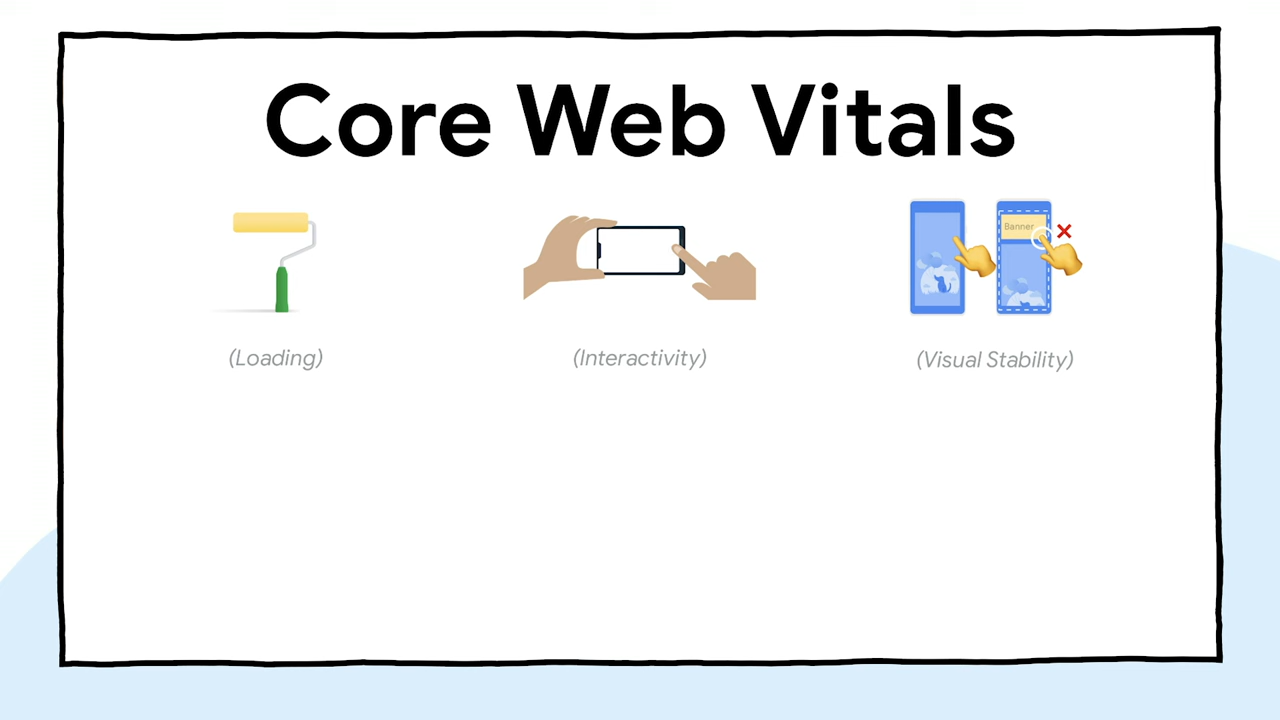 Core Web Vitals
Banner
(Loading)
(Interactivity)
(Visual Stability)